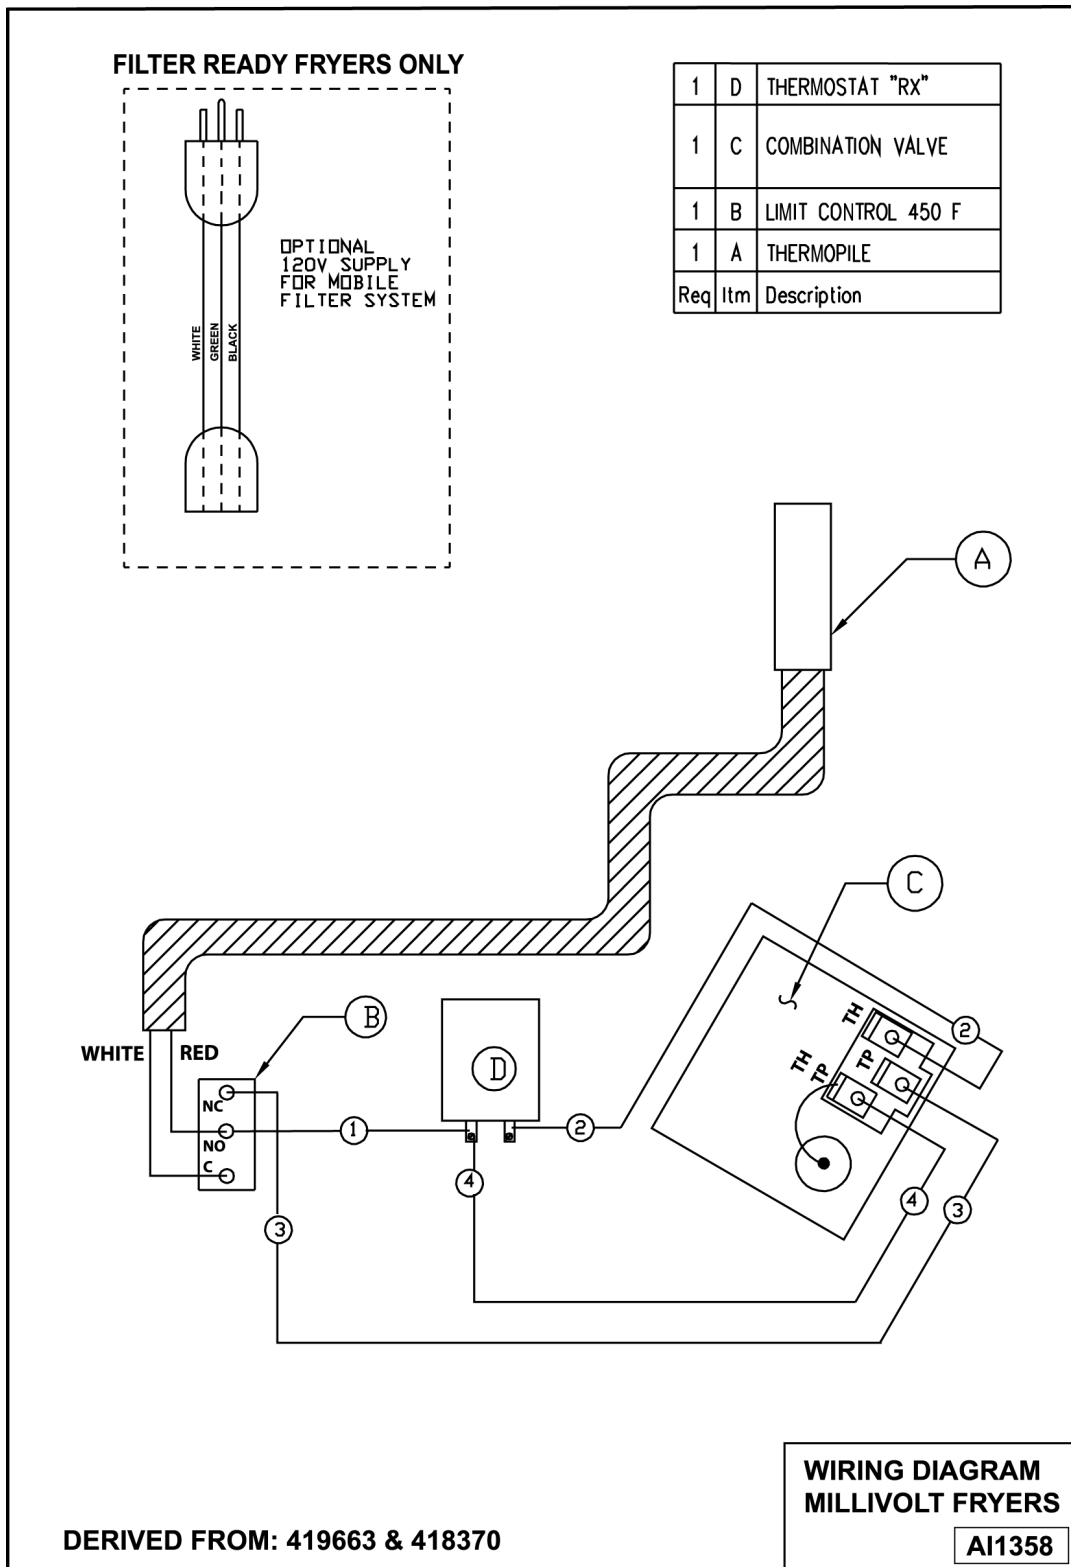 FILTER READY FRYERS ONLY
OPTIONAL
120V SUPPLY
FOR MOBILE
FILTER SYSTEM
WHITE
GREEN
BLACK
1 D THERMOSTAT "RX"
1 C COMBINATION VALVE
1 B LIMIT CONTROL 450 F
1 A THERMOPILE
Req Itm Description
A
C
B
D
WHITE RED
NC
NO
C
1
2
4
3
TH
TP
TH
TP
2
4
3
WIRING DIAGRAM
MILLIVOLT FRYERS
AI1358
DERIVED FROM: 419663 & 418370